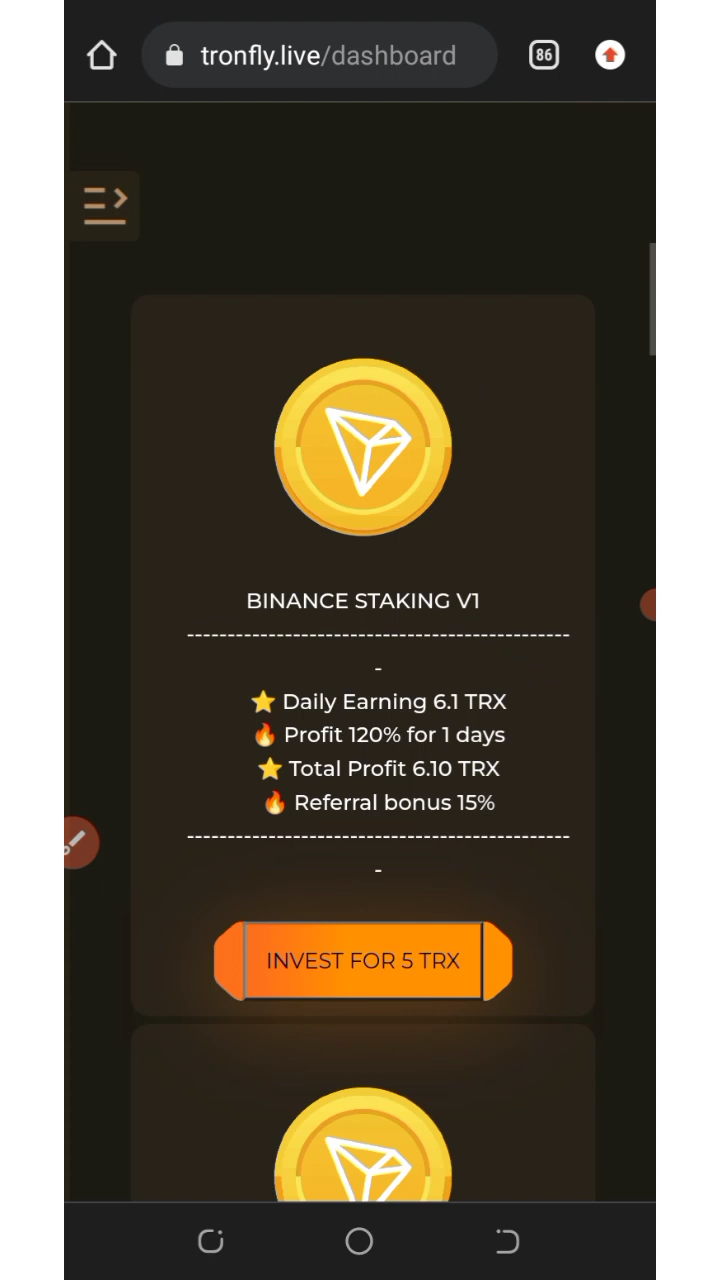 tronfly.live/dashboard
86
BINANCE STAKING V1
-----------------------------------------------
-
⭐ Daily Earning 6.1 TRX
🔥 Profit 120% for 1 days
⭐ Total Profit 6.10 TRX
🔥 Referral bonus 15%
-----------------------------------------------
-
INVEST FOR 5 TRX